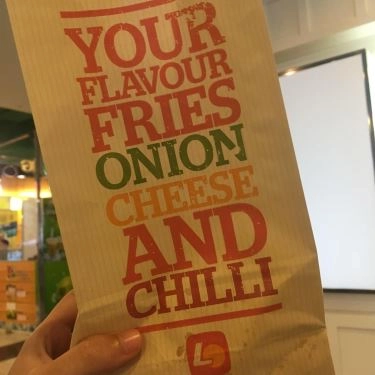 YOUR
FLAVOUR
FRIES
ONION
CHEESE
AND
CHILLI
L